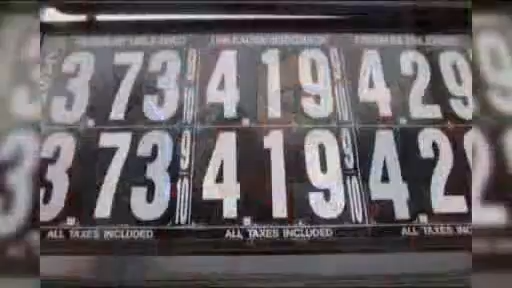 3.73 9/10 4.19 9/10 4.29
3.73 9/10 4.19 9/10 4.2
ALL TAXES INCLUDED ALL TAXES INCLUDED ALL TAXES INC